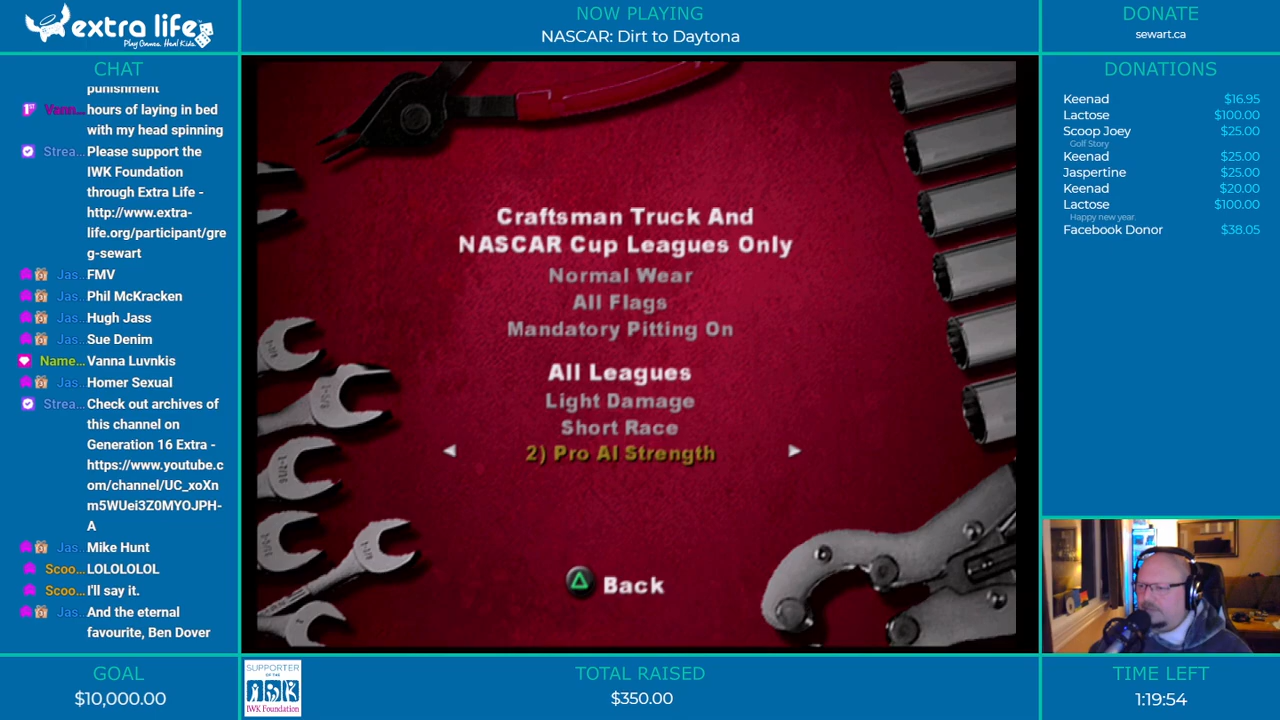 extra life
Play Games. Heal Kids.
NOW PLAYING
NASCAR: Dirt to Daytona
DONATE
sewart.ca
CHAT
punishment
Vann... hours of laying in bed
with my head spinning
Strea... Please support the
IWK Foundation
through Extra Life -
http://www.extra-
life.org/participant/gre
g-sewart
Jas... FMV
Jas... Phil McKracken
Jas... Hugh Jass
Jas... Sue Denim
Name... Vanna Luvnkis
Jas... Homer Sexual
Strea... Check out archives of
this channel on
Generation 16 Extra -
https://www.youtube.c
om/channel/UC_xoXn
m5WUei3Z0MYOJPH-
A
Jas... Mike Hunt
Scoo... LOLOLOLOL
Scoo... I'll say it.
Jas... And the eternal
favourite, Ben Dover
Craftsman Truck And
NASCAR Cup Leagues Only
Normal Wear
All Flags
Mandatory Pitting On
All Leagues
Light Damage
Short Race
2) Pro AI Strength
Back
DONATIONS
Keenad $16.95
Lactose $100.00
Scoop Joey $25.00
Golf Story
Keenad $25.00
Jaspertine $25.00
Keenad $20.00
Lactose $100.00
Happy new year.
Facebook Donor $38.05
GOAL
$10,000.00
SUPPORTER
OF THE
IWK Foundation
TOTAL RAISED
$350.00
TIME LEFT
1:19:54